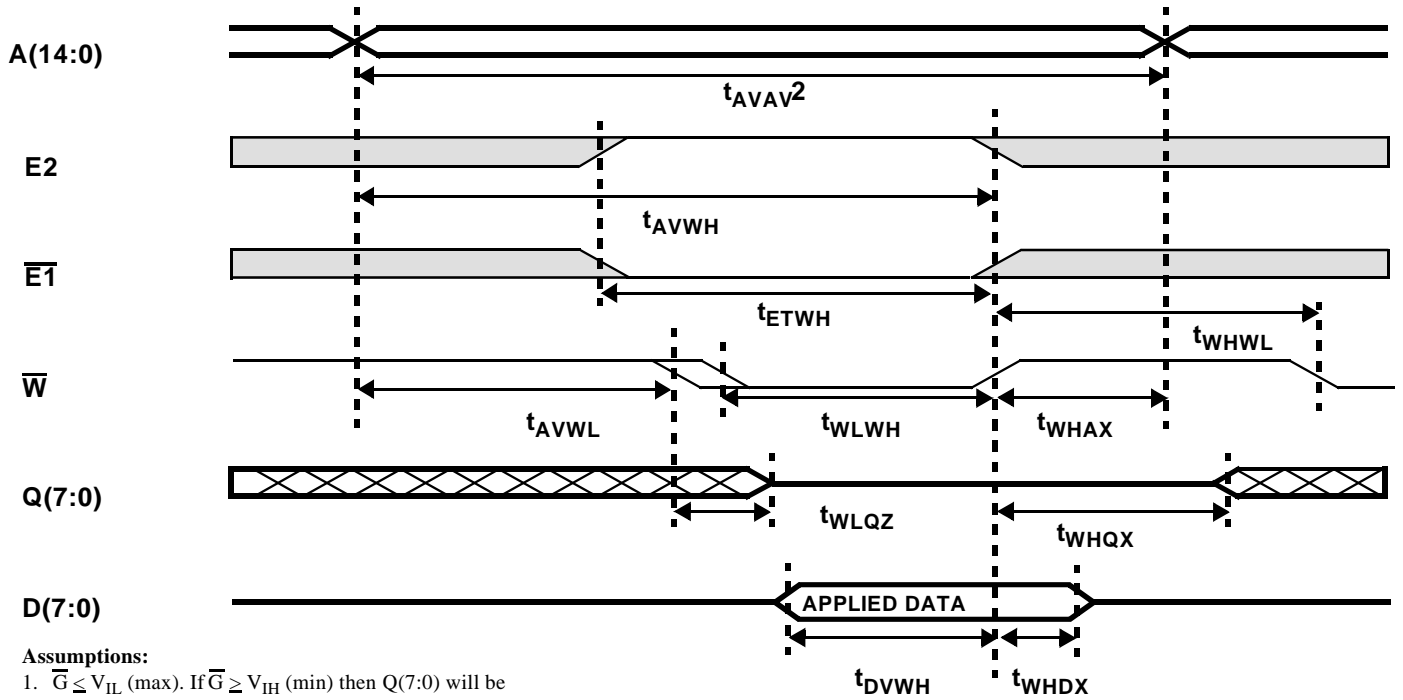 A(14:0)
tAVAV2
E2
tAVWH
E1
tETWH
tWHWL
W
tAVWL
tWLWH
tWHAX
Q(7:0)
tWLQZ
tWHQX
D(7:0)
APPLIED DATA
tDVWH
tWHDX
Assumptions:
1. G ≤ VIL (max). If G ≥ VIH (min) then Q(7:0) will be